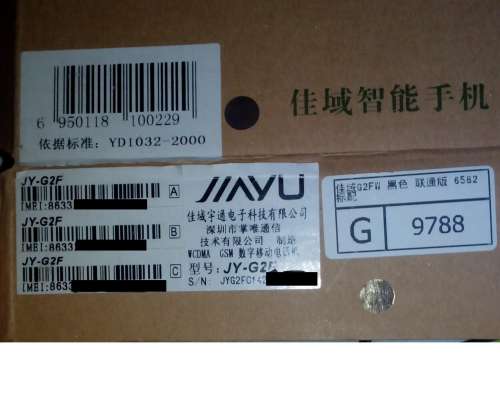 6 950118 100229
依据标准: YD1032-2000
佳域智能手机
JY-G2F
IMEI:8633
A
JY-G2F
IMEI:8633
B
JY-G2F
IMEI:8633
C
JIAYU
佳域宇通电子科技有限公司
深圳市掌唯通信
技术有限公司 制造
WCDMA GSM 数字移动电话机
型号: JY-G2F
S/N: JYG2FC142
佳域G2FW 黑色 联通版 6582
标配
G
9788